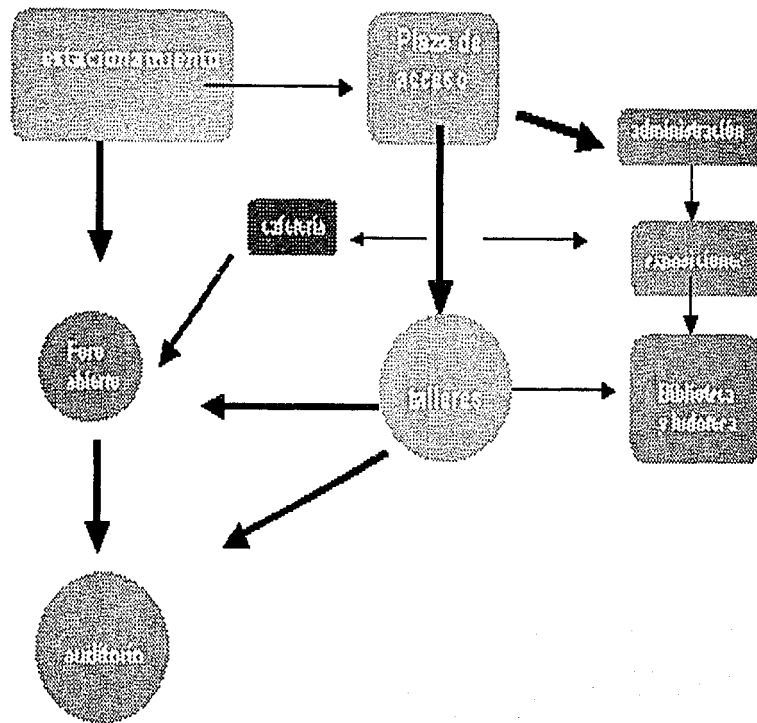 estacionamiento
Plaza de
acceso
administración
cafetería
exposiciones
Foro
abierto
talleres
Biblioteca
y ludoteca
auditorio